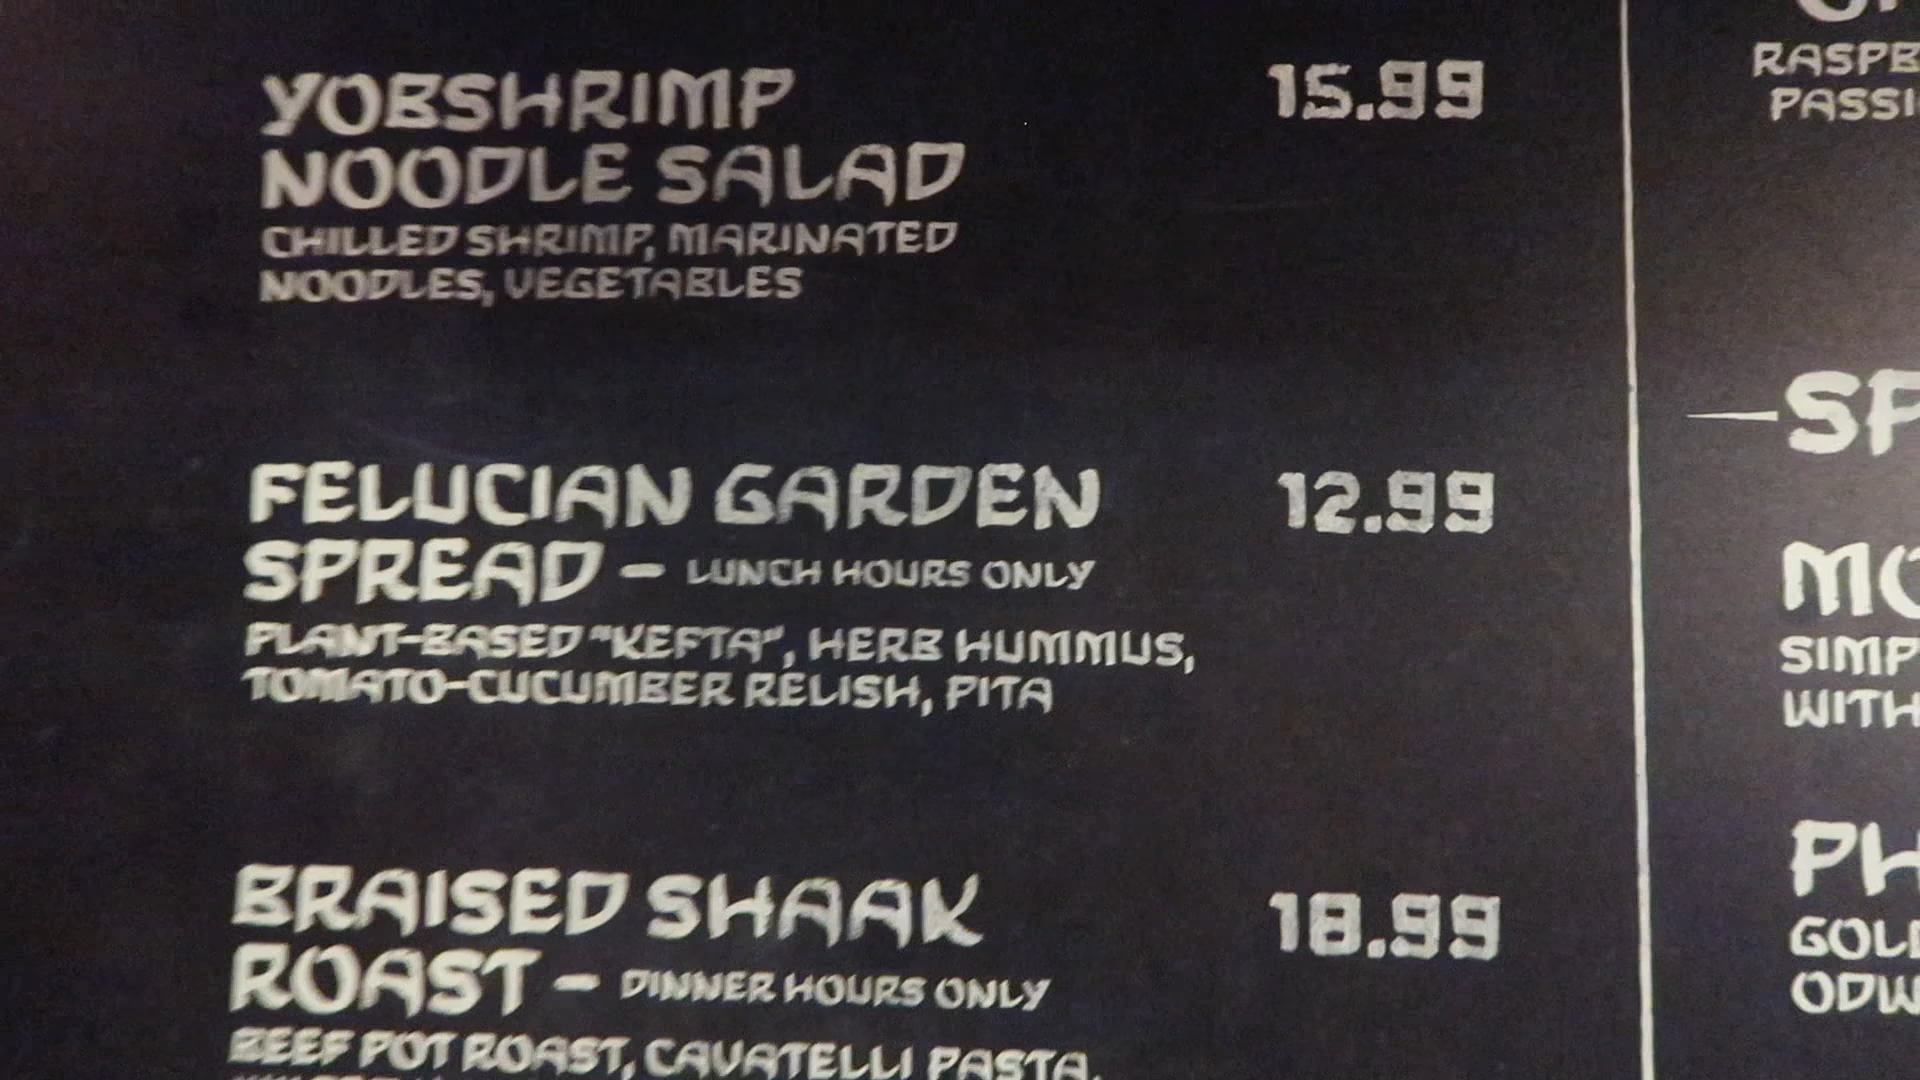 YOBSHRIMP
NOODLE SALAD
15.99
CHILLED SHRIMP, MARINATED
NOODLES, VEGETABLES
FELUCIAN GARDEN
12.99
SPREAD - LUNCH HOURS ONLY
PLANT-BASED "KEFTA", HERB HUMMUS,
TOMATO-CUCUMBER RELISH, PITA
BRAISED SHAAK
18.99
ROAST - DINNER HOURS ONLY
BEEF POT ROAST, CAVATELLI PASTA,
RASPB
PASSI
SP
MO
SIMP
WITH
PH
GOL
ODW